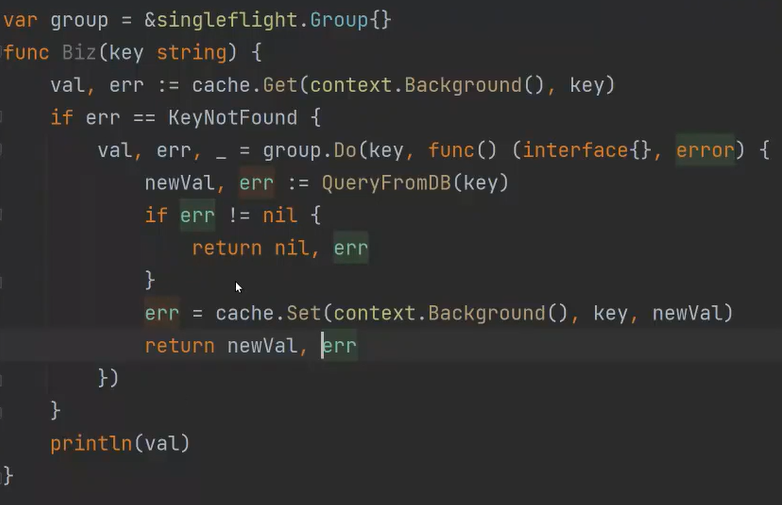 var group = &singleflight.Group{}
func Biz(key string) {
    val, err := cache.Get(context.Background(), key)
    if err == KeyNotFound {
        val, err, _ = group.Do(key, func() (interface{}, error) {
            newVal, err := QueryFromDB(key)
            if err != nil {
                return nil, err
            }
            err = cache.Set(context.Background(), key, newVal)
            return newVal, err
        })
    }
    println(val)
}